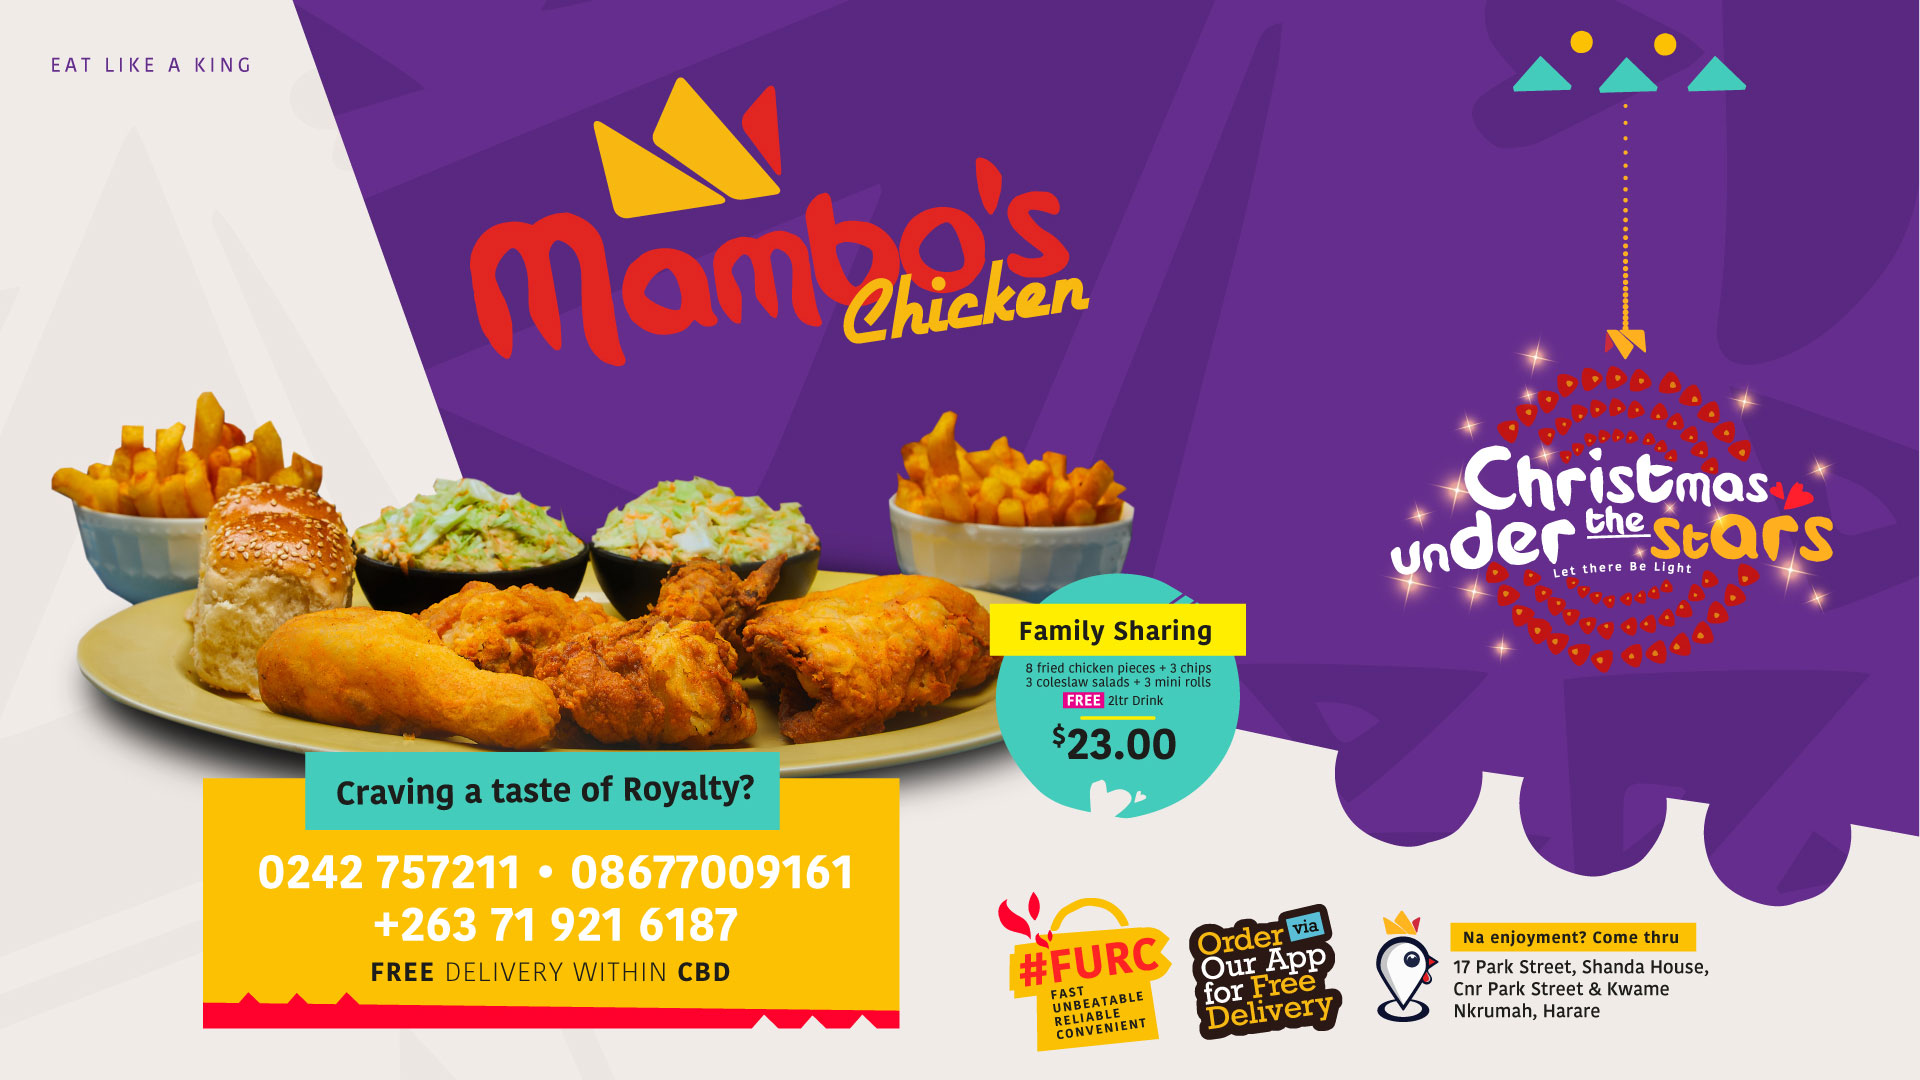 EAT LIKE A KING
Mambo's
Chicken
Christmas
under the stars
Let there Be Light
Family Sharing
8 fried chicken pieces + 3 chips
3 coleslaw salads + 3 mini rolls
FREE 2ltr Drink
$23.00
Craving a taste of Royalty?
0242 757211 • 08677009161
+263 71 921 6187
FREE DELIVERY WITHIN CBD
#FURC
FAST
UNBEATABLE
RELIABLE
CONVENIENT
Order via
Our App
for Free
Delivery
Na enjoyment? Come thru
17 Park Street, Shanda House,
Cnr Park Street & Kwame
Nkrumah, Harare